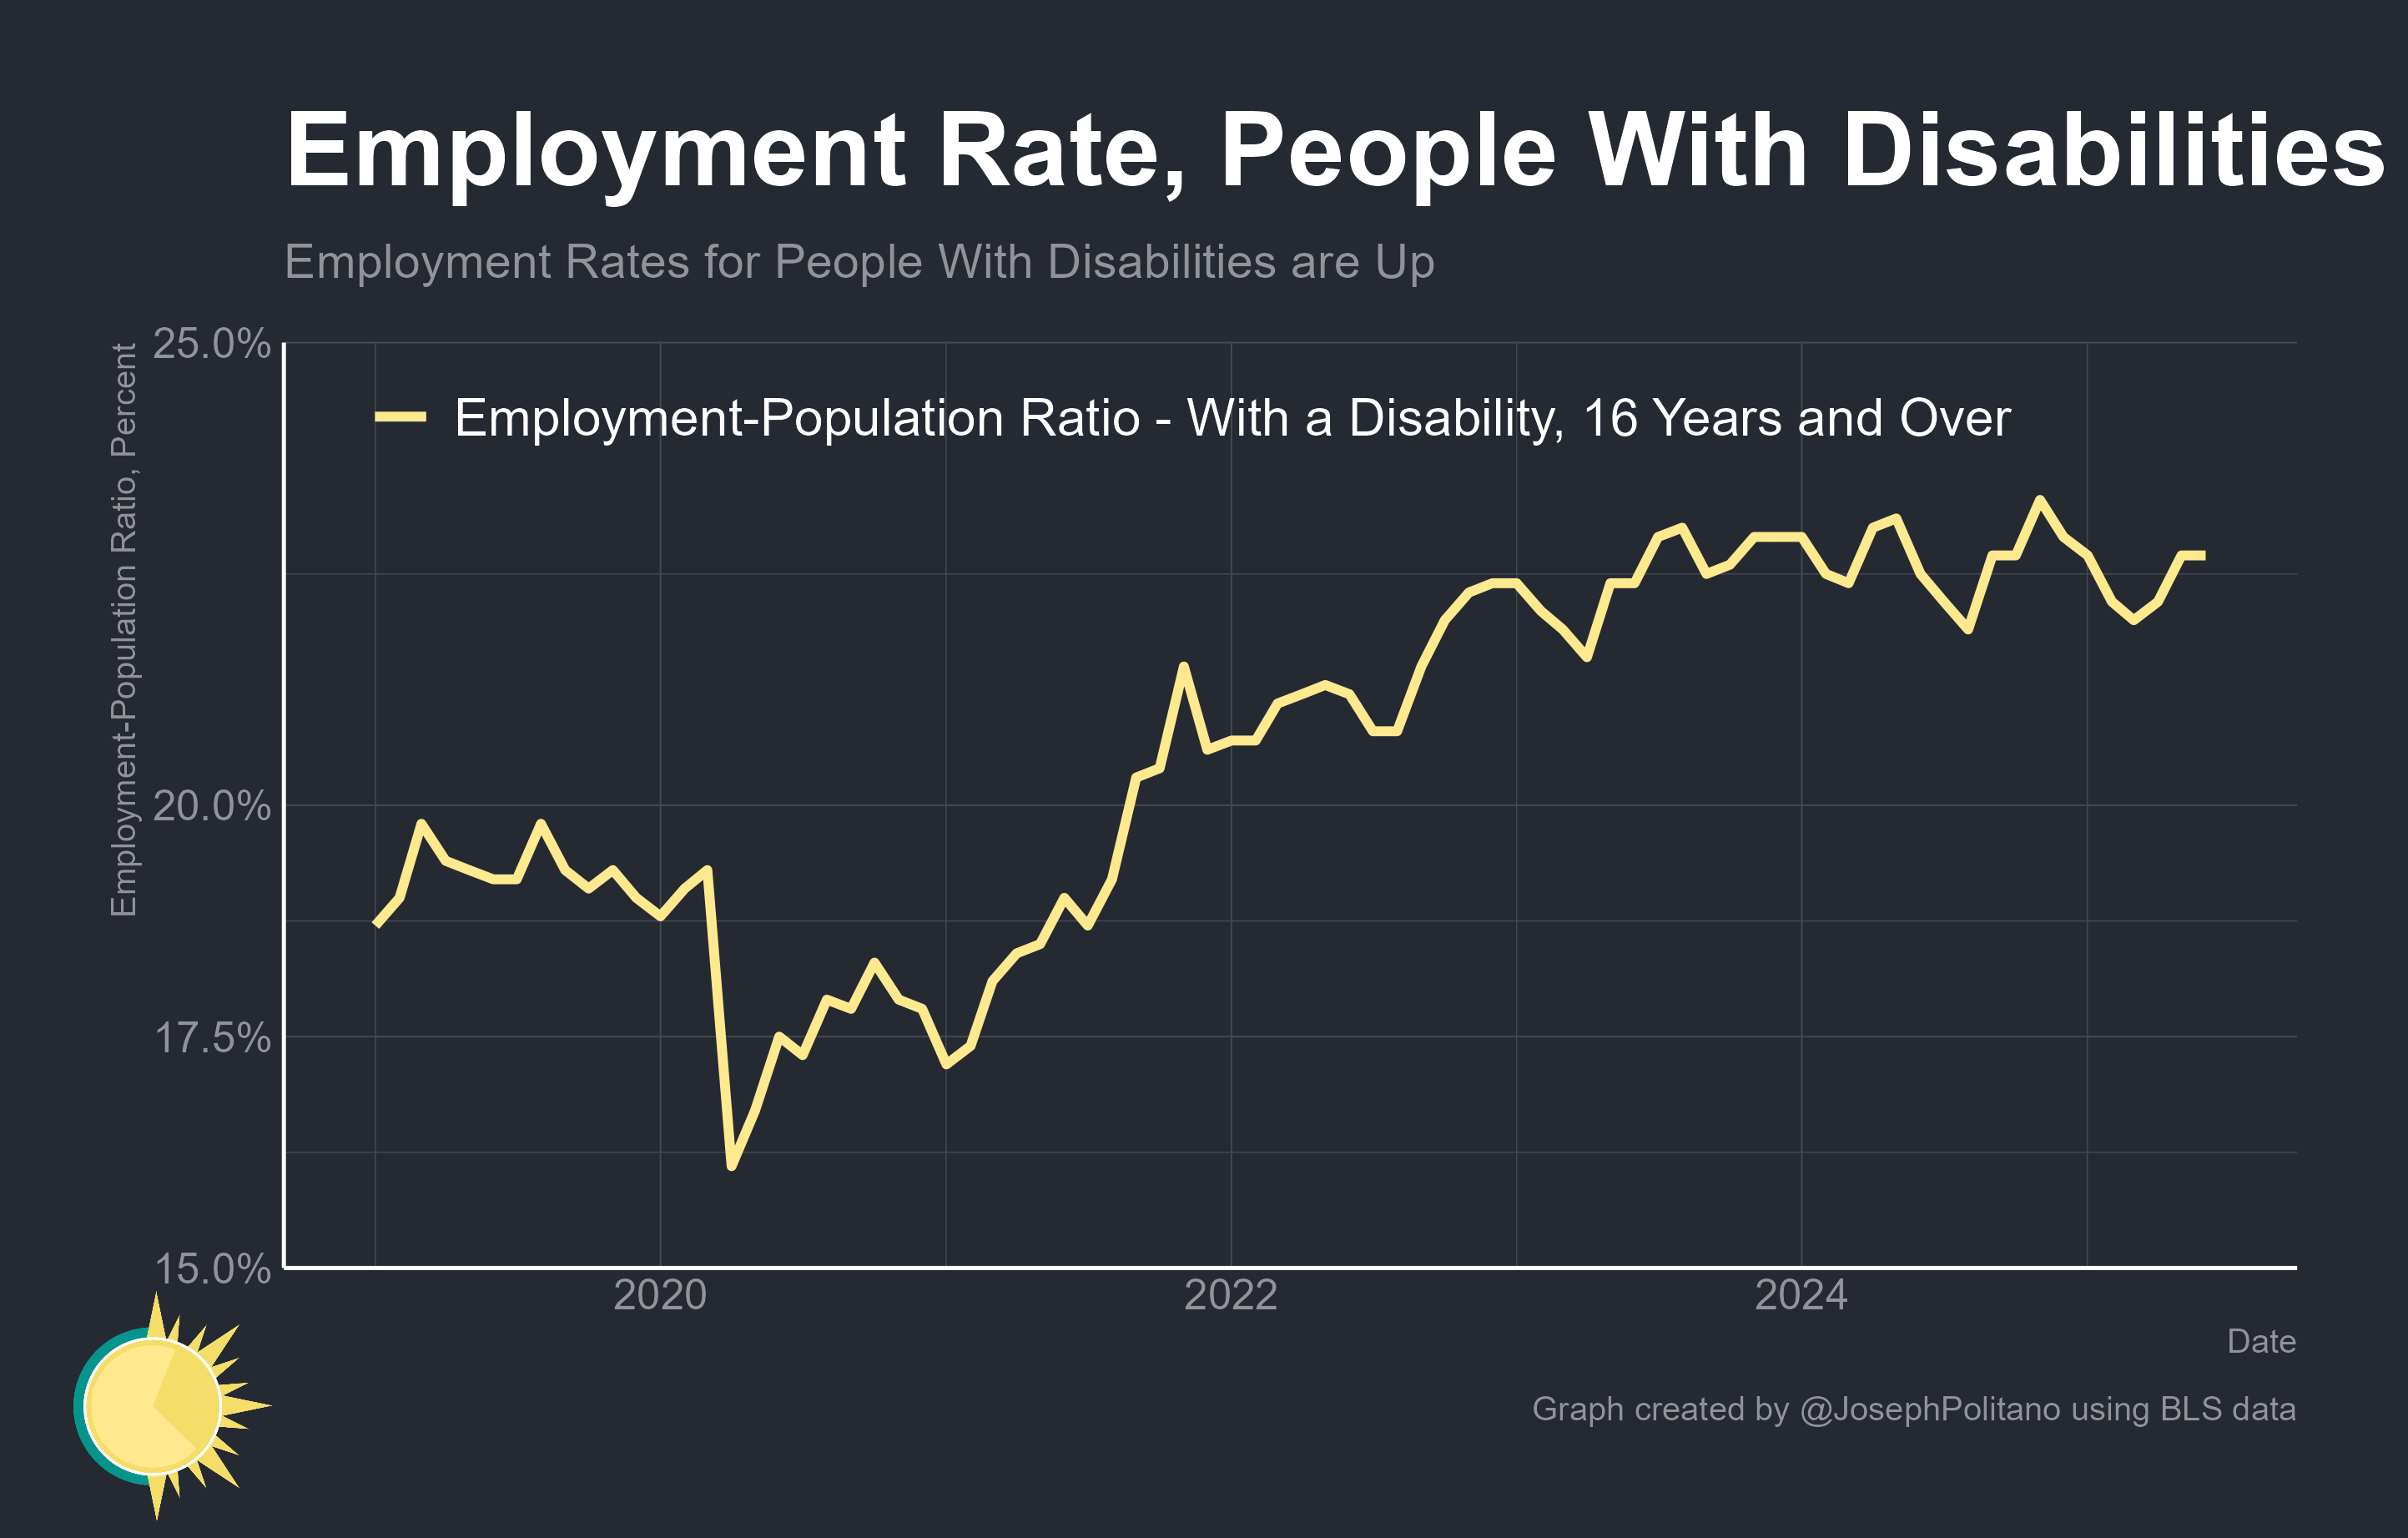 Employment Rate, People With Disabilities
Employment Rates for People With Disabilities are Up
Employment-Population Ratio, Percent
25.0%
Employment-Population Ratio - With a Disability, 16 Years and Over
20.0%
17.5%
15.0%
2020 2022 2024
Date
Graph created by @JosephPolitano using BLS data